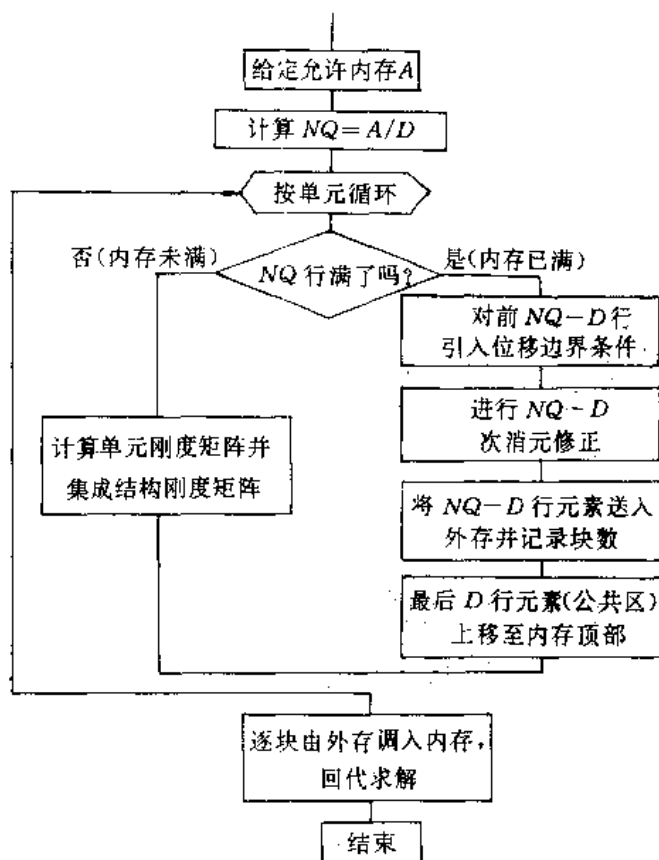 给定允许内存A
计算 NQ=A/D
按单元循环
否(内存未满)
NQ 行满了吗?
是(内存已满)
对前 NQ-D 行
引入位移边界条件
进行 NQ-D
次消元修正
计算单元刚度矩阵并
集成结构刚度矩阵
将 NQ-D 行元素送入
外存并记录块数
最后 D 行元素(公共区)
上移至内存顶部
逐块由外存调入内存,
回代求解
结束